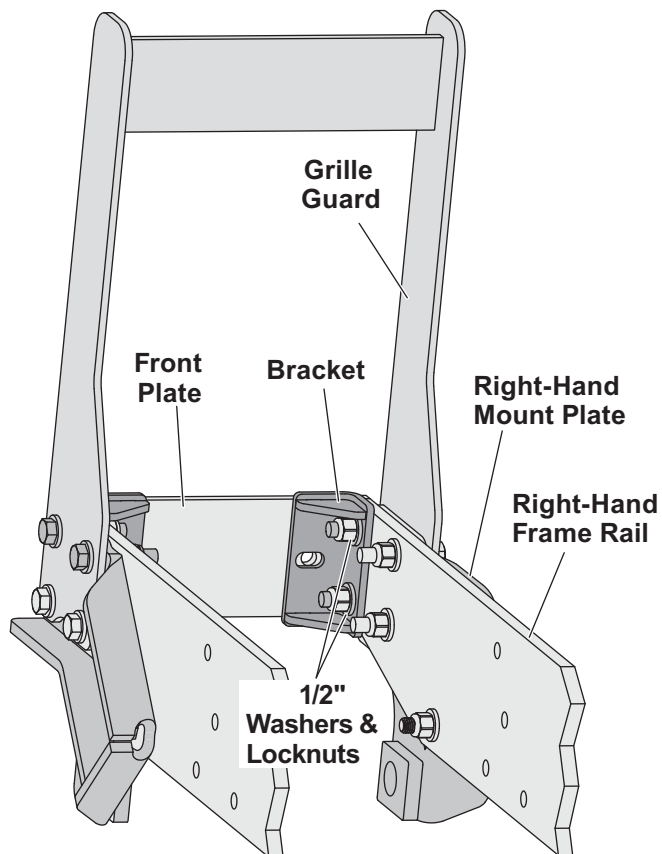 Grille
Guard
Front
Plate
Bracket
Right-Hand
Mount Plate
Right-Hand
Frame Rail
1/2"
Washers &
Locknuts